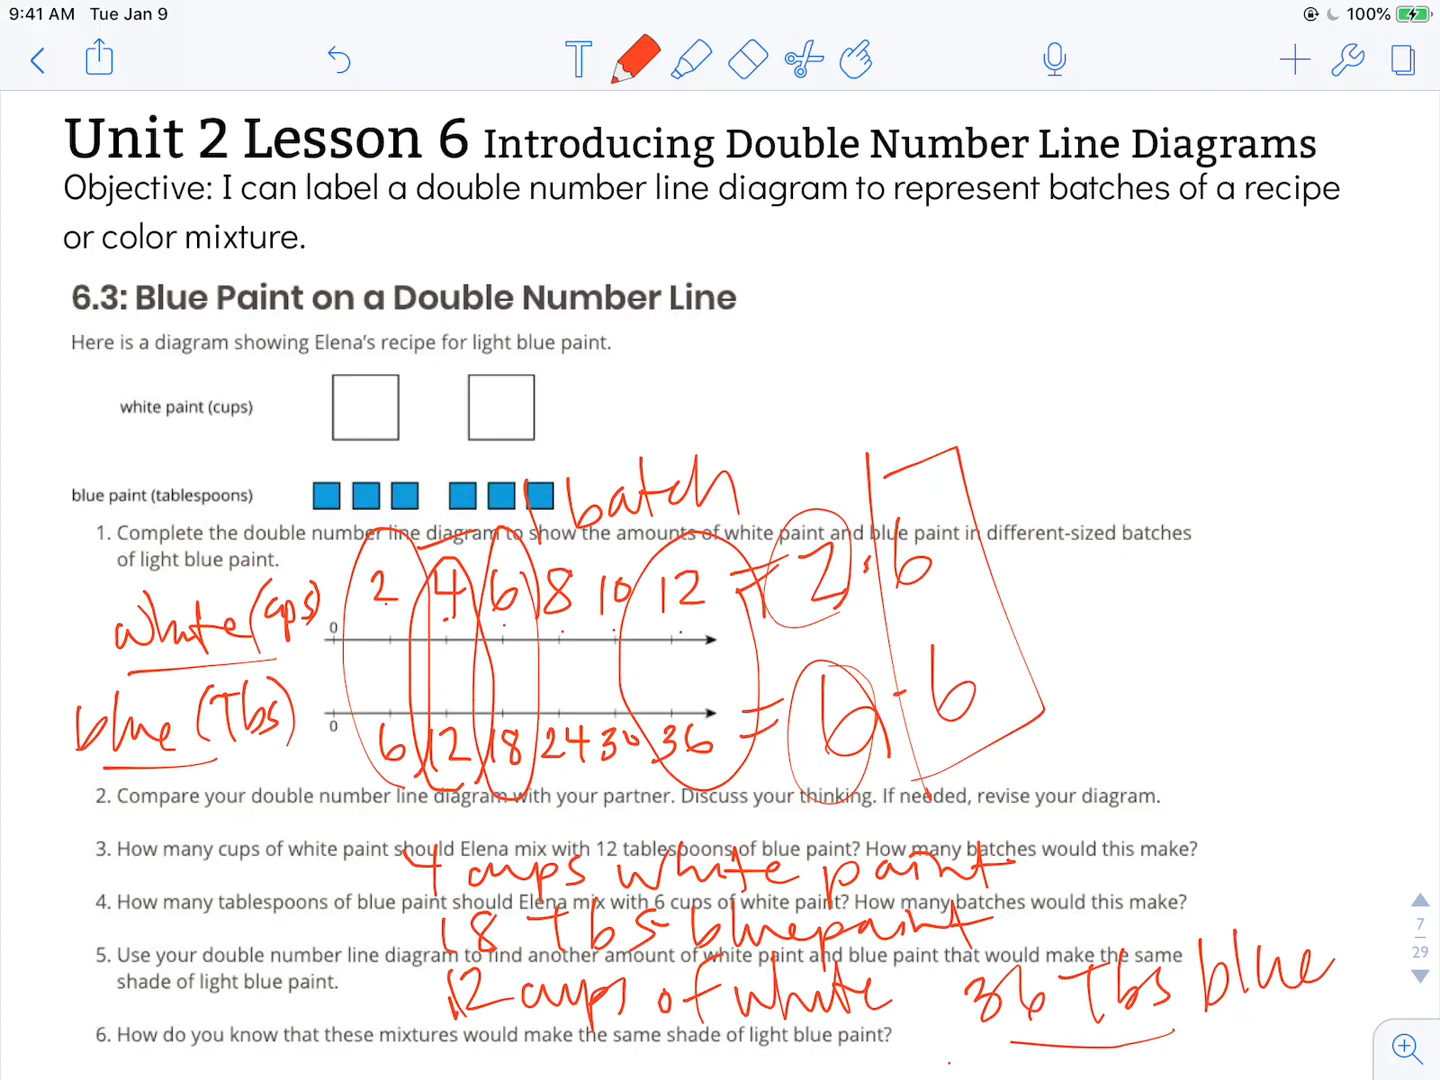 9:41 AM Tue Jan 9
100%
T
Unit 2 Lesson 6 Introducing Double Number Line Diagrams
Objective: I can label a double number line diagram to represent batches of a recipe
or color mixture.
6.3: Blue Paint on a Double Number Line
Here is a diagram showing Elena's recipe for light blue paint.
white paint (cups)
blue paint (tablespoons)
1 batch
1. Complete the double number line diagram to show the amounts of white paint and blue paint in different-sized batches
of light blue paint.
white (cps) 2 4 6 8 10 12 = 2 · 6
0
blue (Tbs)
0
6 12 18 24 30 36 = 6 · 6
2. Compare your double number line diagram with your partner. Discuss your thinking. If needed, revise your diagram.
3. How many cups of white paint should Elena mix with 12 tablespoons of blue paint? How many batches would this make?
4 cups white paint
4. How many tablespoons of blue paint should Elena mix with 6 cups of white paint? How many batches would this make?
18 Tbs blue paint
5. Use your double number line diagram to find another amount of white paint and blue paint that would make the same
shade of light blue paint.
12 cups of white 36 Tbs blue
6. How do you know that these mixtures would make the same shade of light blue paint?
7
29